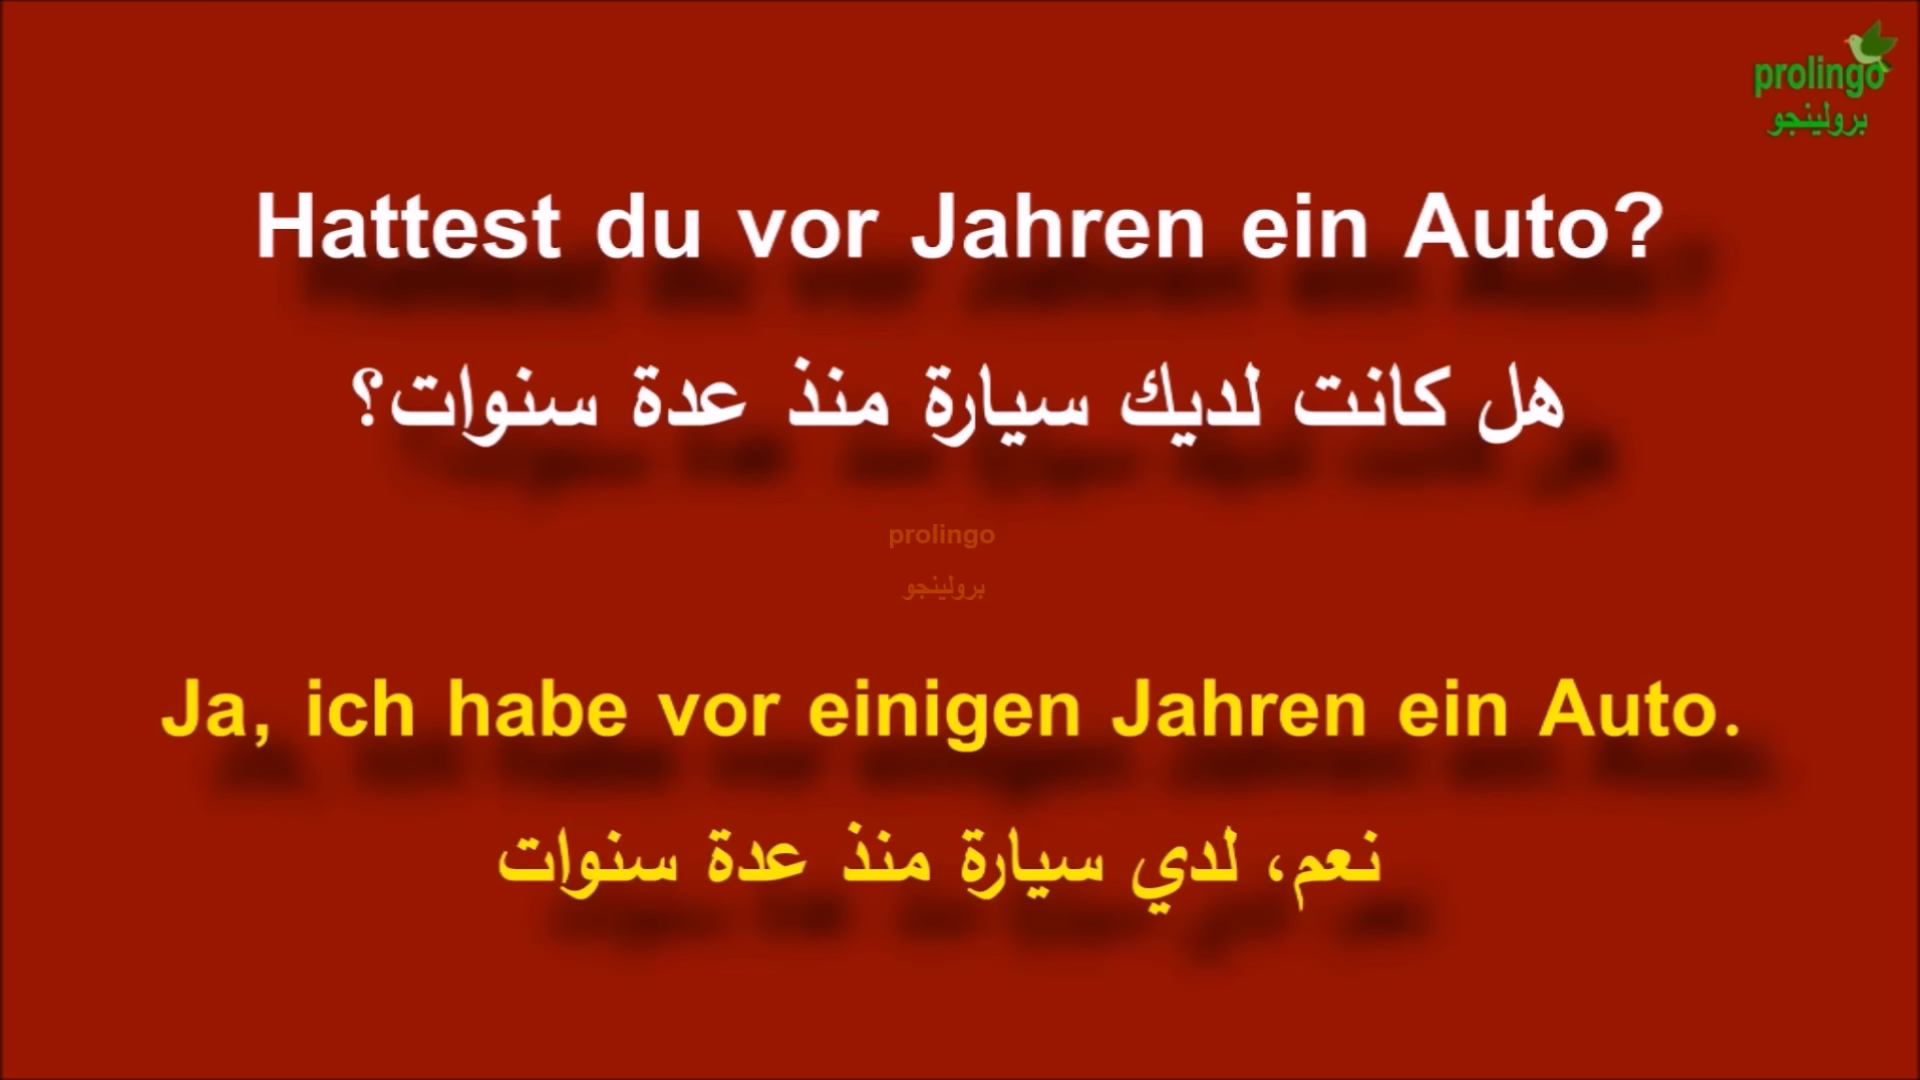 prolingo
برولينجو
Hattest du vor Jahren ein Auto?
هل كانت لديك سيارة منذ عدة سنوات؟
prolingo
برولينجو
Ja, ich habe vor einigen Jahren ein Auto.
نعم، لدي سيارة منذ عدة سنوات